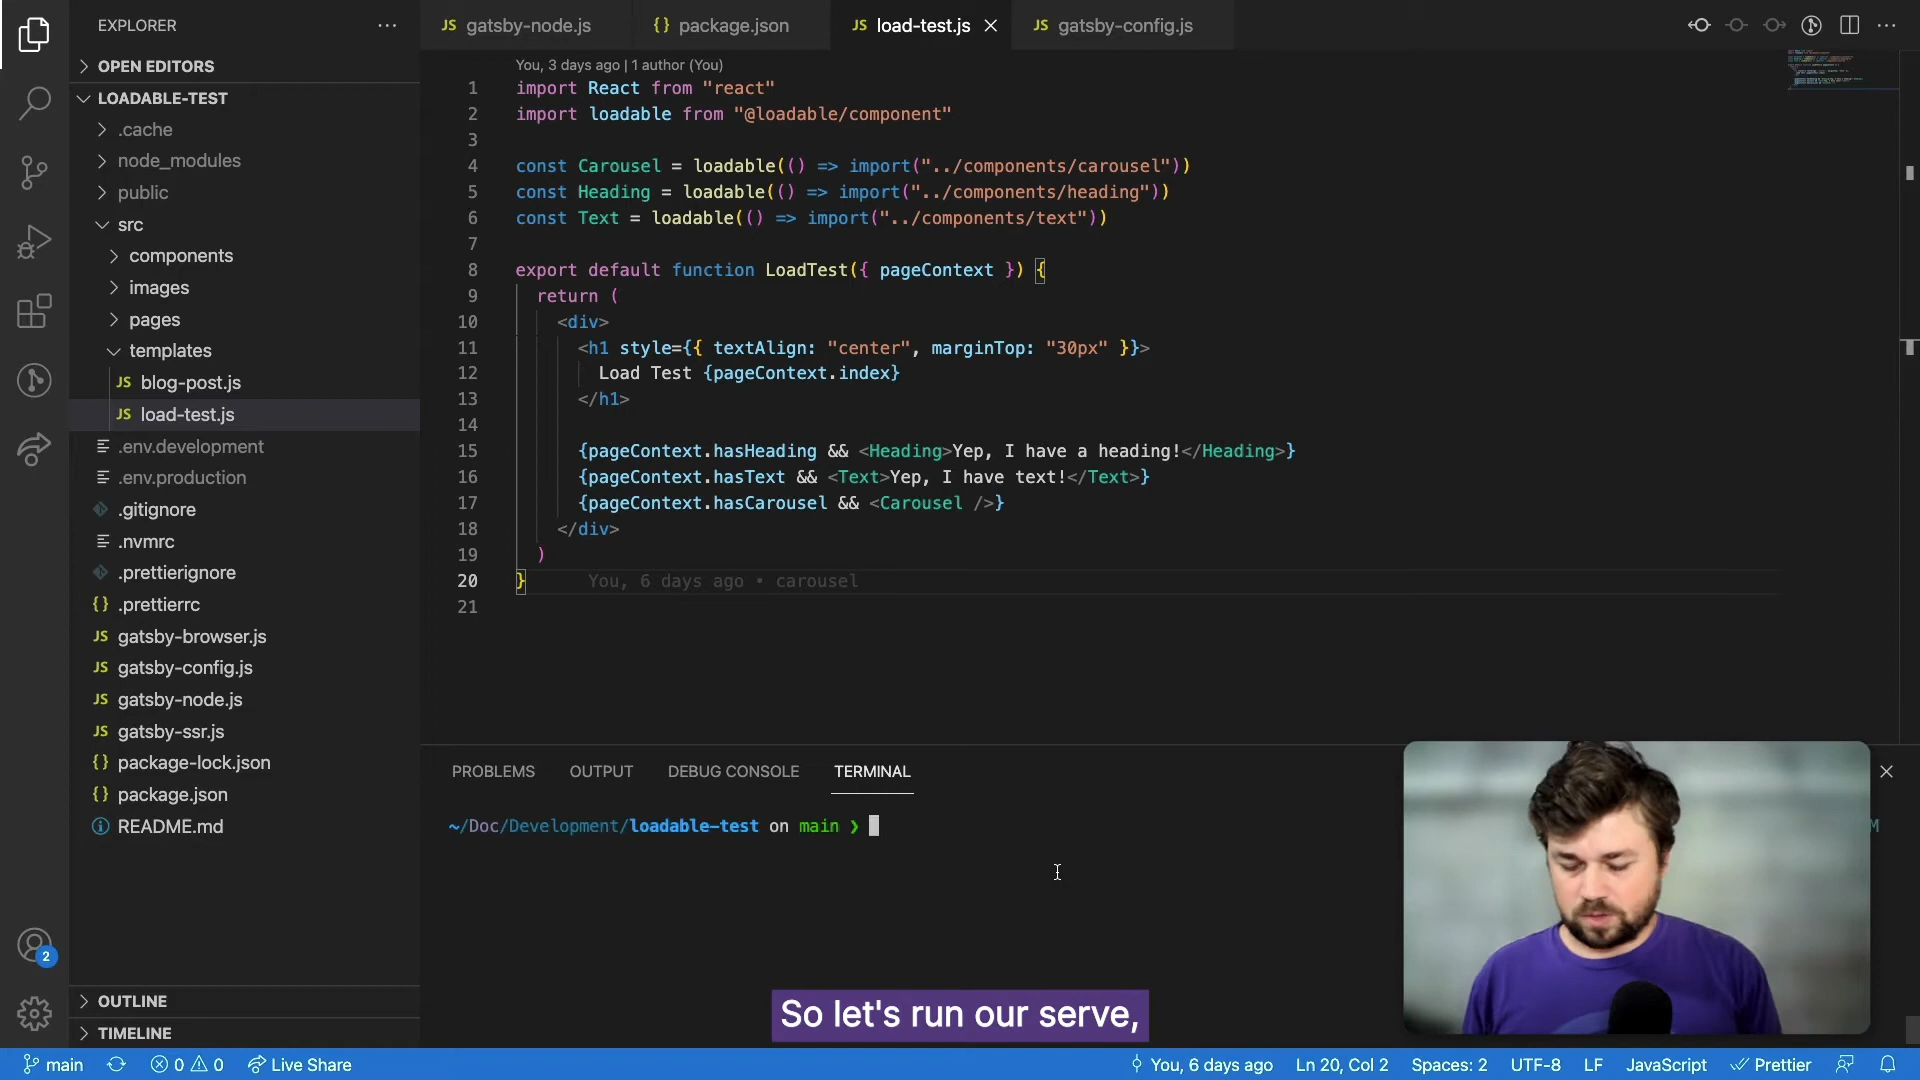 EXPLORER
OPEN EDITORS
LOADABLE-TEST
.cache
node_modules
public
src
components
images
pages
templates
JS blog-post.js
JS load-test.js
.env.development
.env.production
.gitignore
.nvmrc
.prettierignore
{} .prettierrc
JS gatsby-browser.js
JS gatsby-config.js
JS gatsby-node.js
JS gatsby-ssr.js
{} package-lock.json
{} package.json
README.md
OUTLINE
TIMELINE
2
JS gatsby-node.js
{} package.json
JS load-test.js
JS gatsby-config.js
You, 3 days ago | 1 author (You)
1 import React from "react"
2 import loadable from "@loadable/component"
3
4 const Carousel = loadable(() => import("../components/carousel"))
5 const Heading = loadable(() => import("../components/heading"))
6 const Text = loadable(() => import("../components/text"))
7
8 export default function LoadTest({ pageContext }) {
9 return (
10 <div>
11 <h1 style={{ textAlign: "center", marginTop: "30px" }}>
12 Load Test {pageContext.index}
13 </h1>
14
15 {pageContext.hasHeading && <Heading>Yep, I have a heading!</Heading>}
16 {pageContext.hasText && <Text>Yep, I have text!</Text>}
17 {pageContext.hasCarousel && <Carousel />}
18 </div>
19 )
20 } You, 6 days ago • carousel
21
PROBLEMS OUTPUT DEBUG CONSOLE TERMINAL
~/Doc/Development/loadable-test on main ❯
So let's run our serve,
main 0 0 Live Share You, 6 days ago Ln 20, Col 2 Spaces: 2 UTF-8 LF JavaScript Prettier